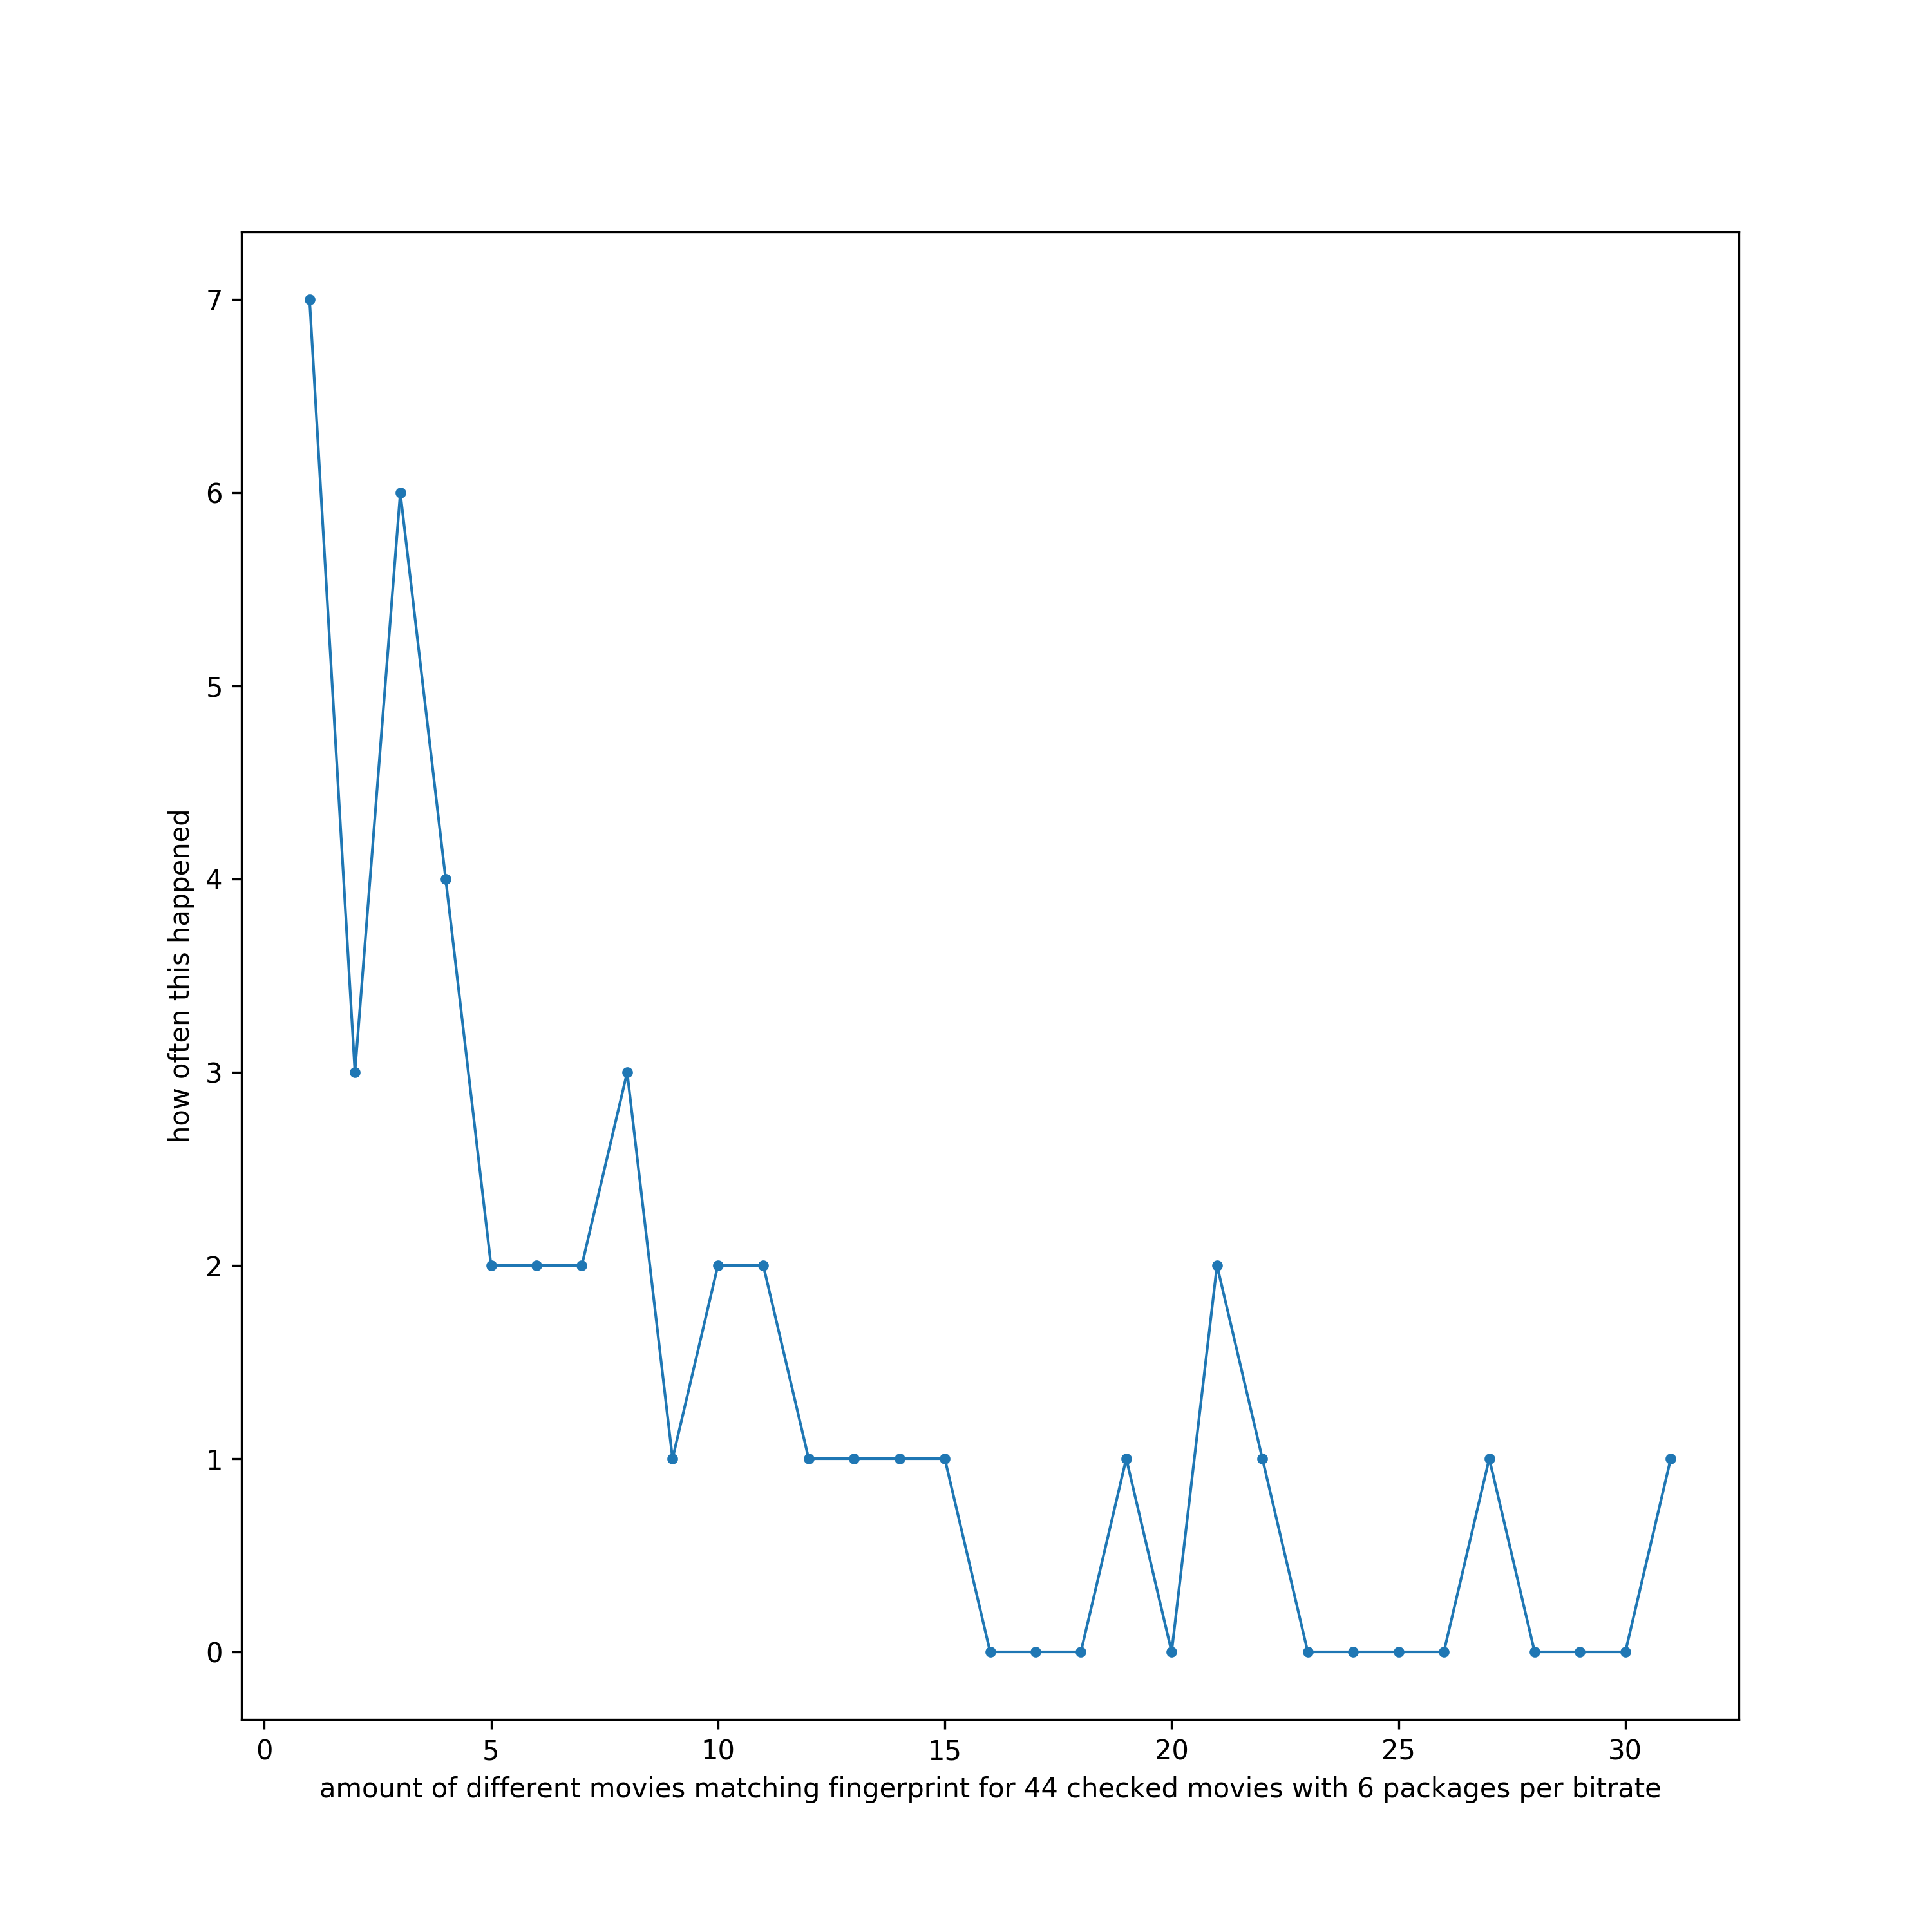 7
6
5
4
3
2
1
0
how often this happened
0 5 10 15 20 25 30
amount of different movies matching fingerprint for 44 checked movies with 6 packages per bitrate